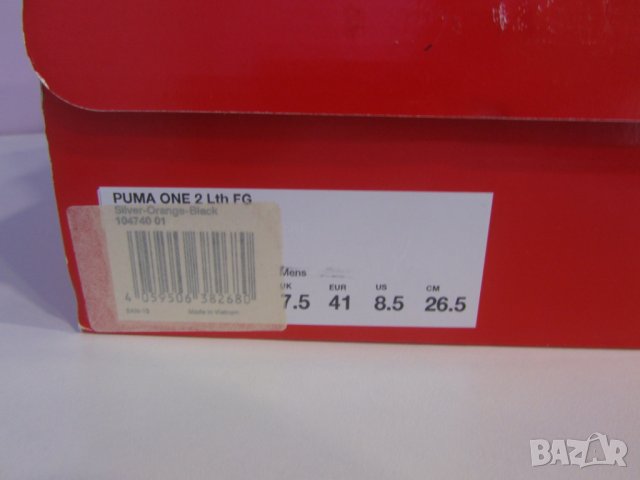 PUMA ONE 2 Lth FG
Silver-Orange-Black
104740 01
Mens
UK EUR US CM
7.5 41 8.5 26.5
4 059506 382680
Made in Vietnam
BAZAR